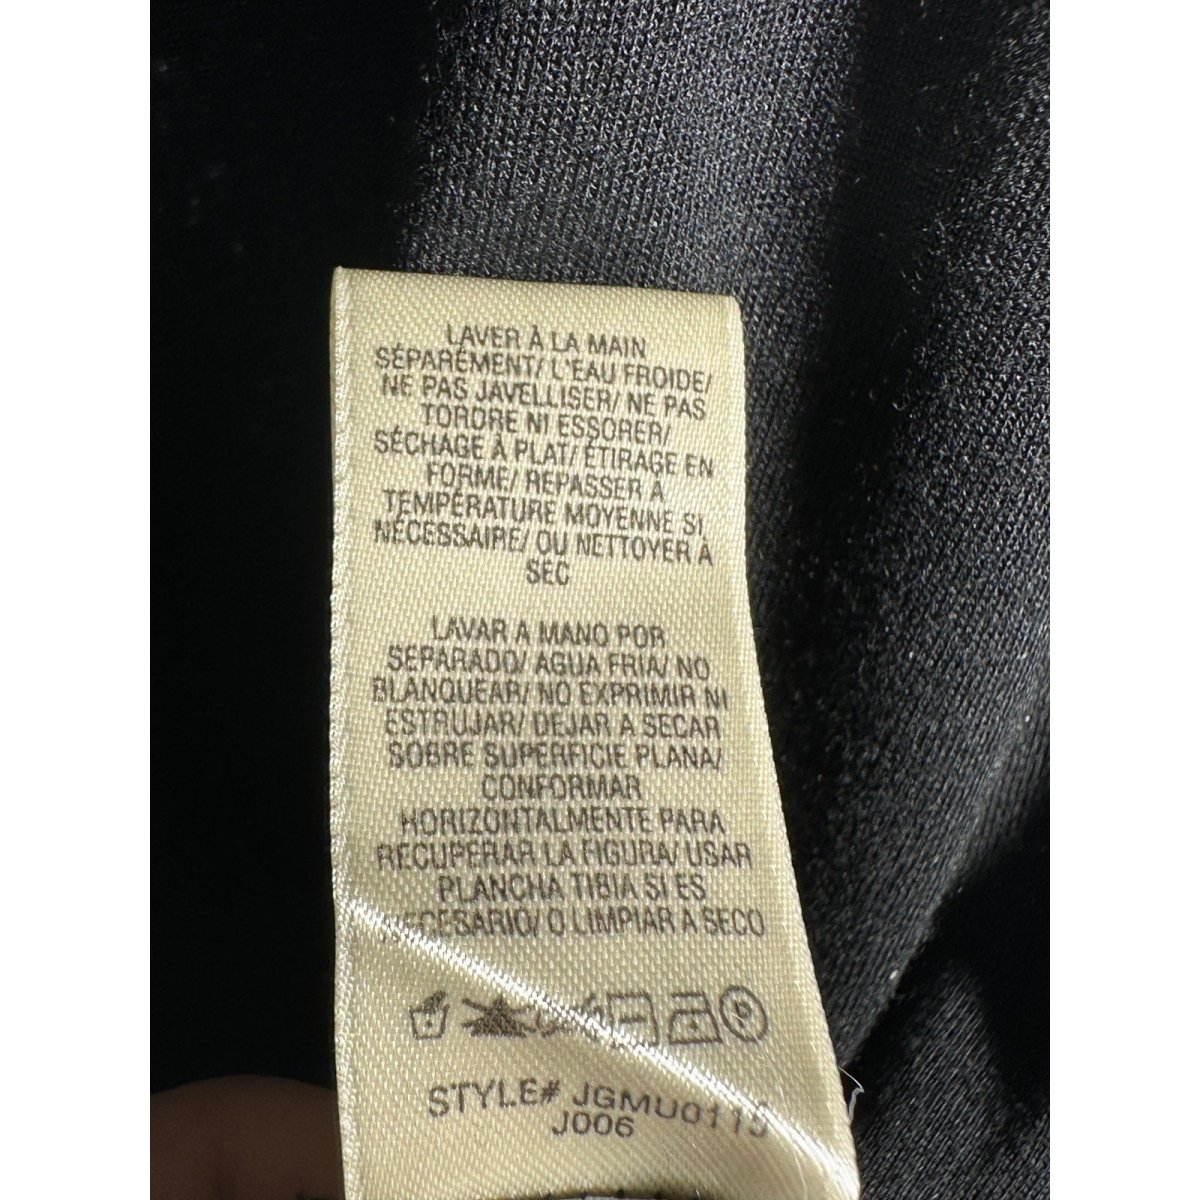 LAVER À LA MAIN
SÉPARÉMENT/ L'EAU FROIDE/
NE PAS JAVELLISER/ NE PAS
TORDRE NI ESSORER/
SÉCHAGE À PLAT/ ÉTIRAGE EN
FORME/ REPASSER À
TEMPÉRATURE MOYENNE SI
NÉCESSAIRE/ OU NETTOYER À
SEC
LAVAR A MANO POR
SEPARADO/ AGUA FRIA/ NO
BLANQUEAR/ NO EXPRIMIR NI
ESTRUJAR/ DEJAR A SECAR
SOBRE SUPERFICIE PLANA/
CONFORMAR
HORIZONTALMENTE PARA
RECUPERAR LA FIGURA/ USAR
PLANCHA TIBIA SI ES
NECESARIO/ O LIMPIAR A SECO
STYLE# JGMU0115
J006